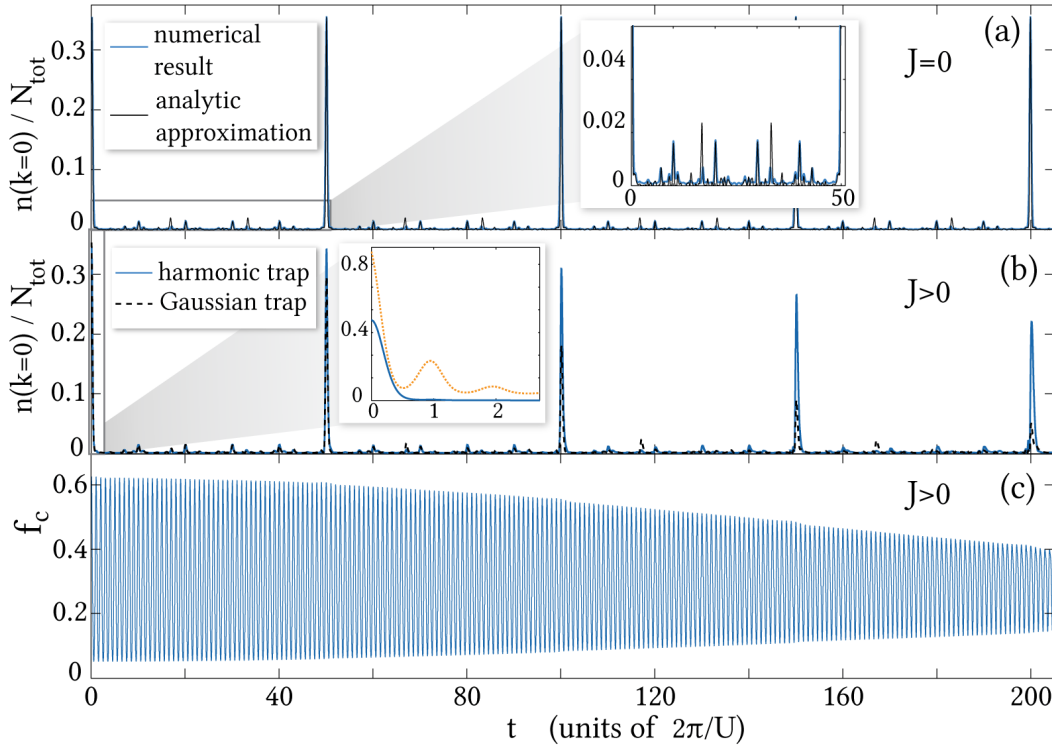 (a)
J=0
n(k=0) / N_tot
0.3
0.2
0.1
0
numerical
result
analytic
approximation
0.04
0.02
0
0
50
(b)
J>0
n(k=0) / N_tot
0.3
0.2
0.1
0
harmonic trap
Gaussian trap
0.8
0.4
0
0
1
2
(c)
J>0
f_c
0.6
0.4
0.2
0
0
40
80
120
160
200
t (units of 2π/U)